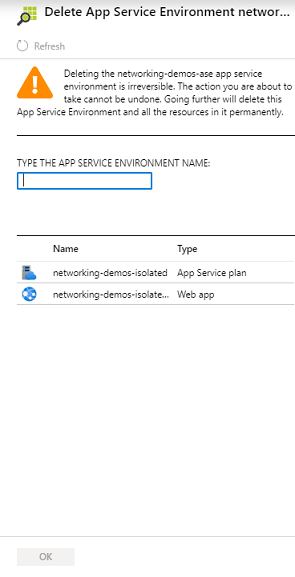 Delete App Service Environment networ...
Refresh
Deleting the networking-demos-ase app service
environment is irreversible. The action you are about to
take cannot be undone. Going further will delete this
App Service Environment and all the resources in it permanently.
TYPE THE APP SERVICE ENVIRONMENT NAME:
Name Type
networking-demos-isolated App Service plan
networking-demos-isolate... Web app
OK